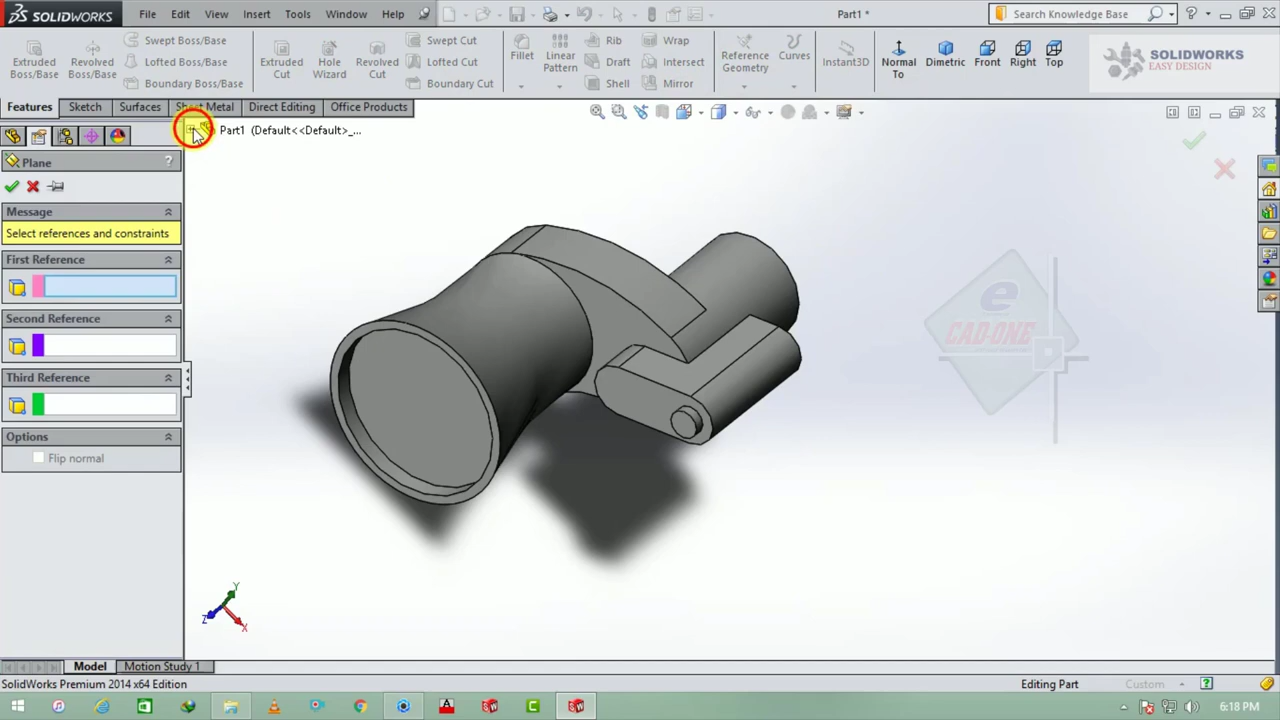 SOLIDWORKS File Edit View Insert Tools Window Help Part1 * Search Knowledge Base
Extruded Boss/Base
Revolved Boss/Base
Swept Boss/Base
Lofted Boss/Base
Boundary Boss/Base
Extruded Cut
Hole Wizard
Revolved Cut
Swept Cut
Lofted Cut
Boundary Cut
Fillet
Linear Pattern
Rib
Draft
Shell
Wrap
Intersect
Mirror
Reference Geometry
Curves
Instant3D
Normal To
Dimetric
Front
Right
Top
SOLIDWORKS
EASY DESIGN
Features Sketch Surfaces Sheet Metal Direct Editing Office Products
Part1 (Default<<Default>_...
Plane ?
Message
Select references and constraints
First Reference
Second Reference
Third Reference
Options
Flip normal
e
CAD-ONE
Y
Z
X
Model Motion Study 1
SolidWorks Premium 2014 x64 Edition Editing Part Custom
6:18 PM